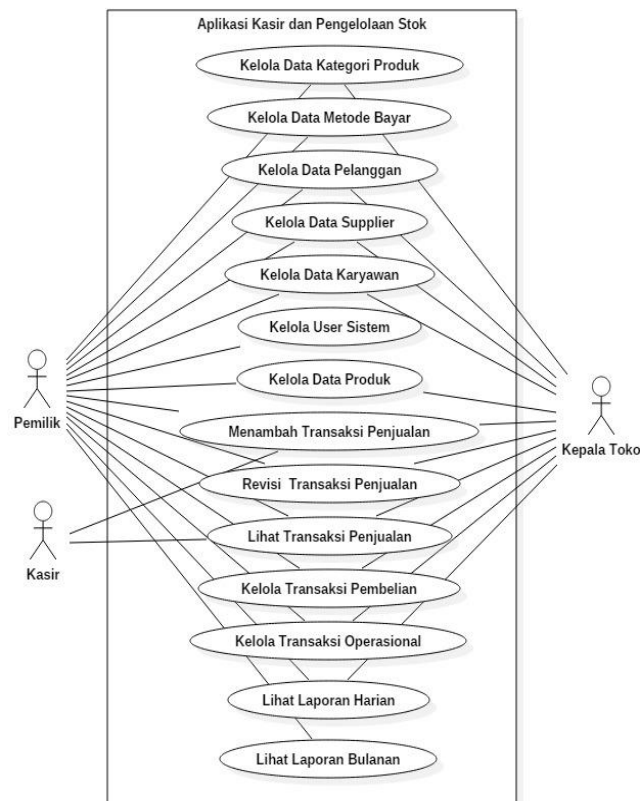 Aplikasi Kasir dan Pengelolaan Stok
Kelola Data Kategori Produk
Kelola Data Metode Bayar
Kelola Data Pelanggan
Kelola Data Supplier
Kelola Data Karyawan
Kelola User Sistem
Kelola Data Produk
Pemilik
Menambah Transaksi Penjualan
Kepala Toko
Revisi  Transaksi Penjualan
Lihat Transaksi Penjualan
Kasir
Kelola Transaksi Pembelian
Kelola Transaksi Operasional
Lihat Laporan Harian
Lihat Laporan Bulanan